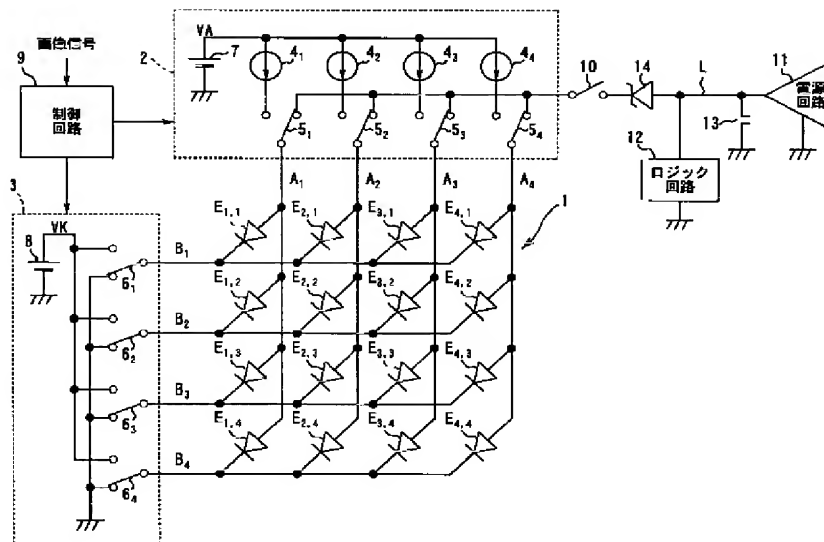 画像信号
9
制御
回路
2
VA
7
4₁
4₂
4₃
4₄
5₁
5₂
5₃
5₄
10
14
L
11
電源
回路
13
12
ロジック
回路
A₁
A₂
A₃
A₄
1
3
VK
8
6₁
6₂
6₃
6₄
B₁
B₂
B₃
B₄
E₁,₁
E₂,₁
E₃,₁
E₄,₁
E₁,₂
E₂,₂
E₃,₂
E₄,₂
E₁,₃
E₂,₃
E₃,₃
E₄,₃
E₁,₄
E₂,₄
E₃,₄
E₄,₄